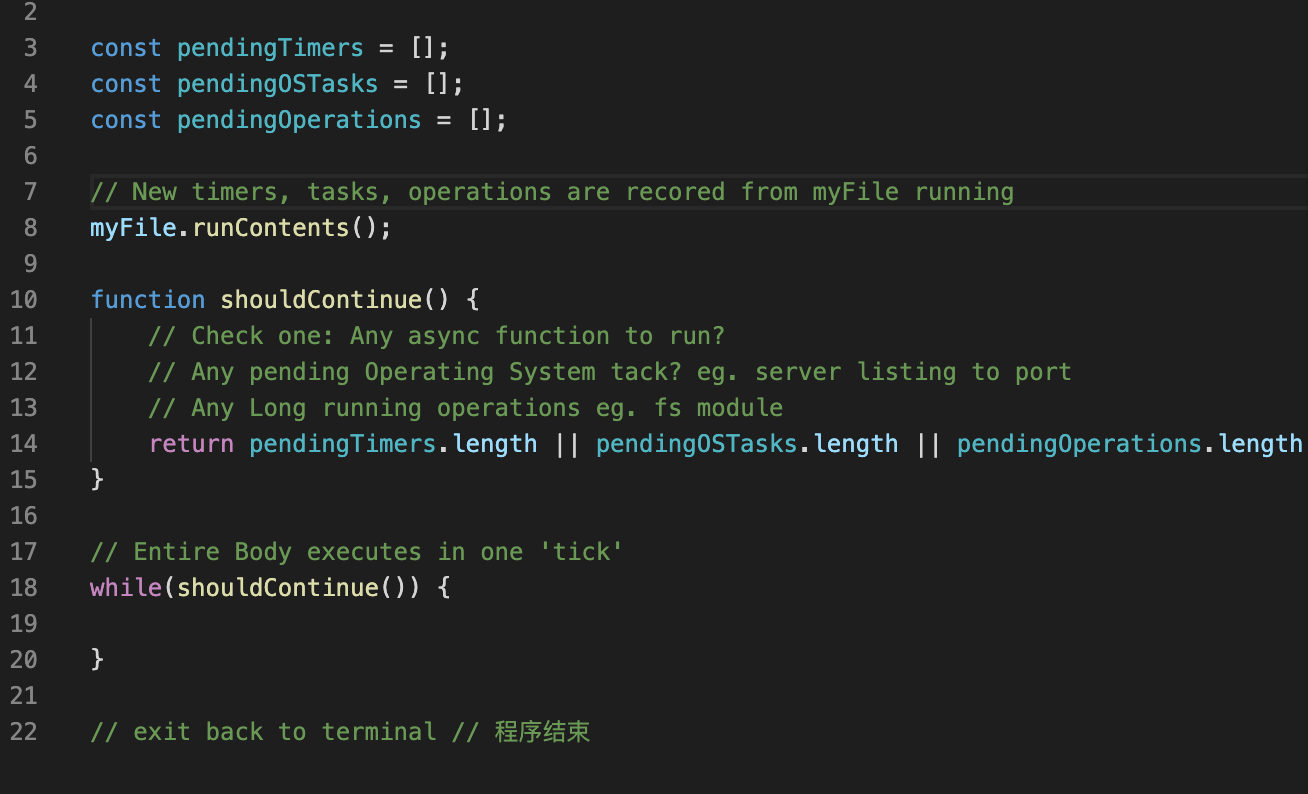 2
3 const pendingTimers = [];
4 const pendingOSTasks = [];
5 const pendingOperations = [];
6
7 // New timers, tasks, operations are recored from myFile running
8 myFile.runContents();
9
10 function shouldContinue() {
11 // Check one: Any async function to run?
12 // Any pending Operating System tack? eg. server listing to port
13 // Any Long running operations eg. fs module
14 return pendingTimers.length || pendingOSTasks.length || pendingOperations.length
15 }
16
17 // Entire Body executes in one 'tick'
18 while(shouldContinue()) {
19
20 }
21
22 // exit back to terminal // 程序结束